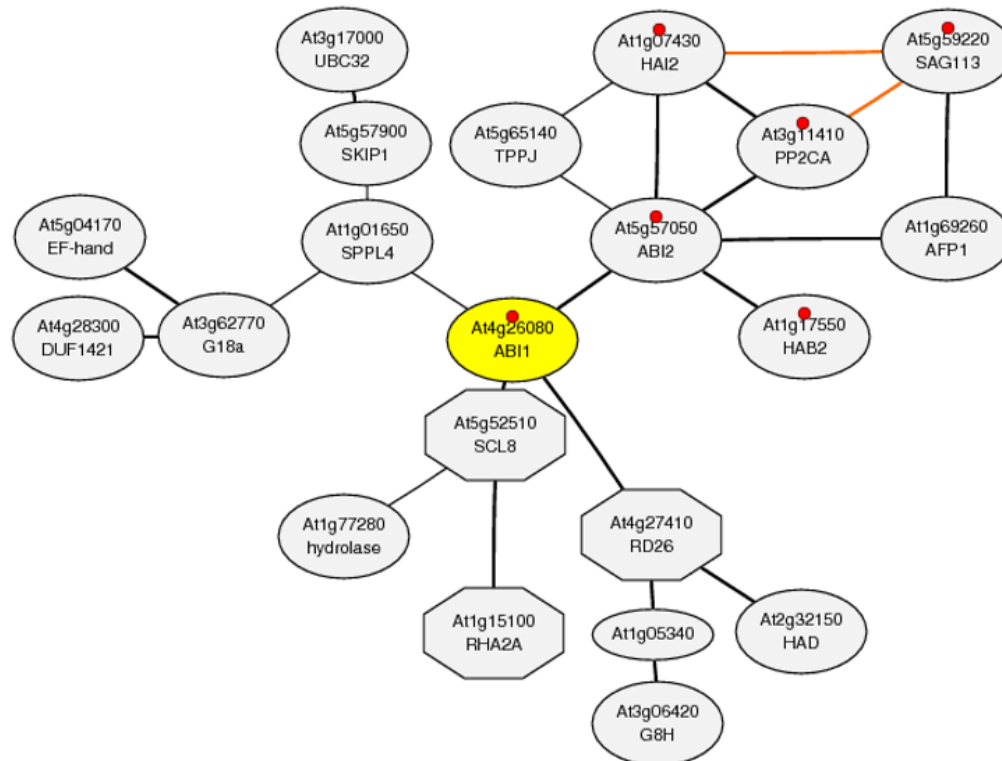 At3g17000
UBC32
At1g07430
HAI2
At5g59220
SAG113
At5g57900
SKIP1
At5g65140
TPPJ
At3g11410
PP2CA
At5g04170
EF-hand
At1g01650
SPPL4
At5g57050
ABI2
At1g69260
AFP1
At4g28300
DUF1421
At3g62770
G18a
At4g26080
ABI1
At1g17550
HAB2
At5g52510
SCL8
At1g77280
hydrolase
At4g27410
RD26
At1g15100
RHA2A
At1g05340
At2g32150
HAD
At3g06420
G8H